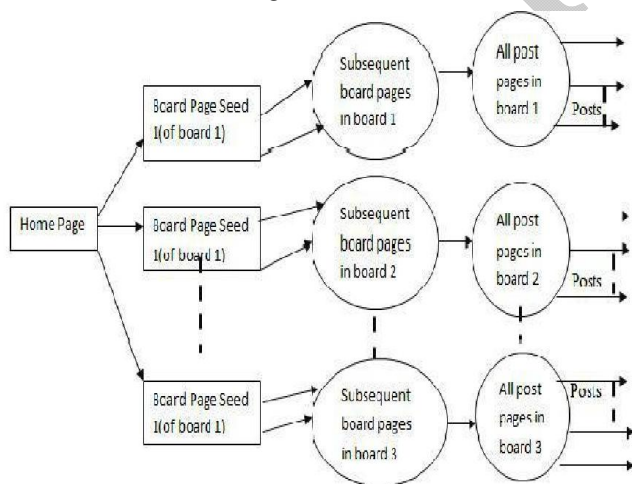 Home Page
Board Page Seed
1(of board 1)
Subsequent
board pages
in board 1
All post
pages in
board 1
Posts
Board Page Seed
1(of board 1)
Subsequent
board pages
in board 2
All post
pages in
board 2
Posts
Board Page Seed
1(of board 1)
Subsequent
board pages
in board 3
All post
pages in
board 3
Posts